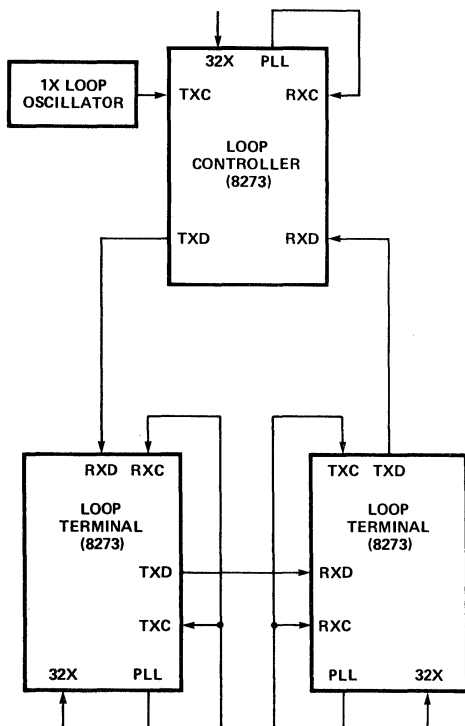 32X PLL
1X LOOP
OSCILLATOR
TXC RXC
LOOP
CONTROLLER
(8273)
TXD RXD
RXD RXC
TXC TXD
LOOP
TERMINAL
(8273)
LOOP
TERMINAL
(8273)
TXD
RXD
TXC
RXC
32X PLL
PLL 32X